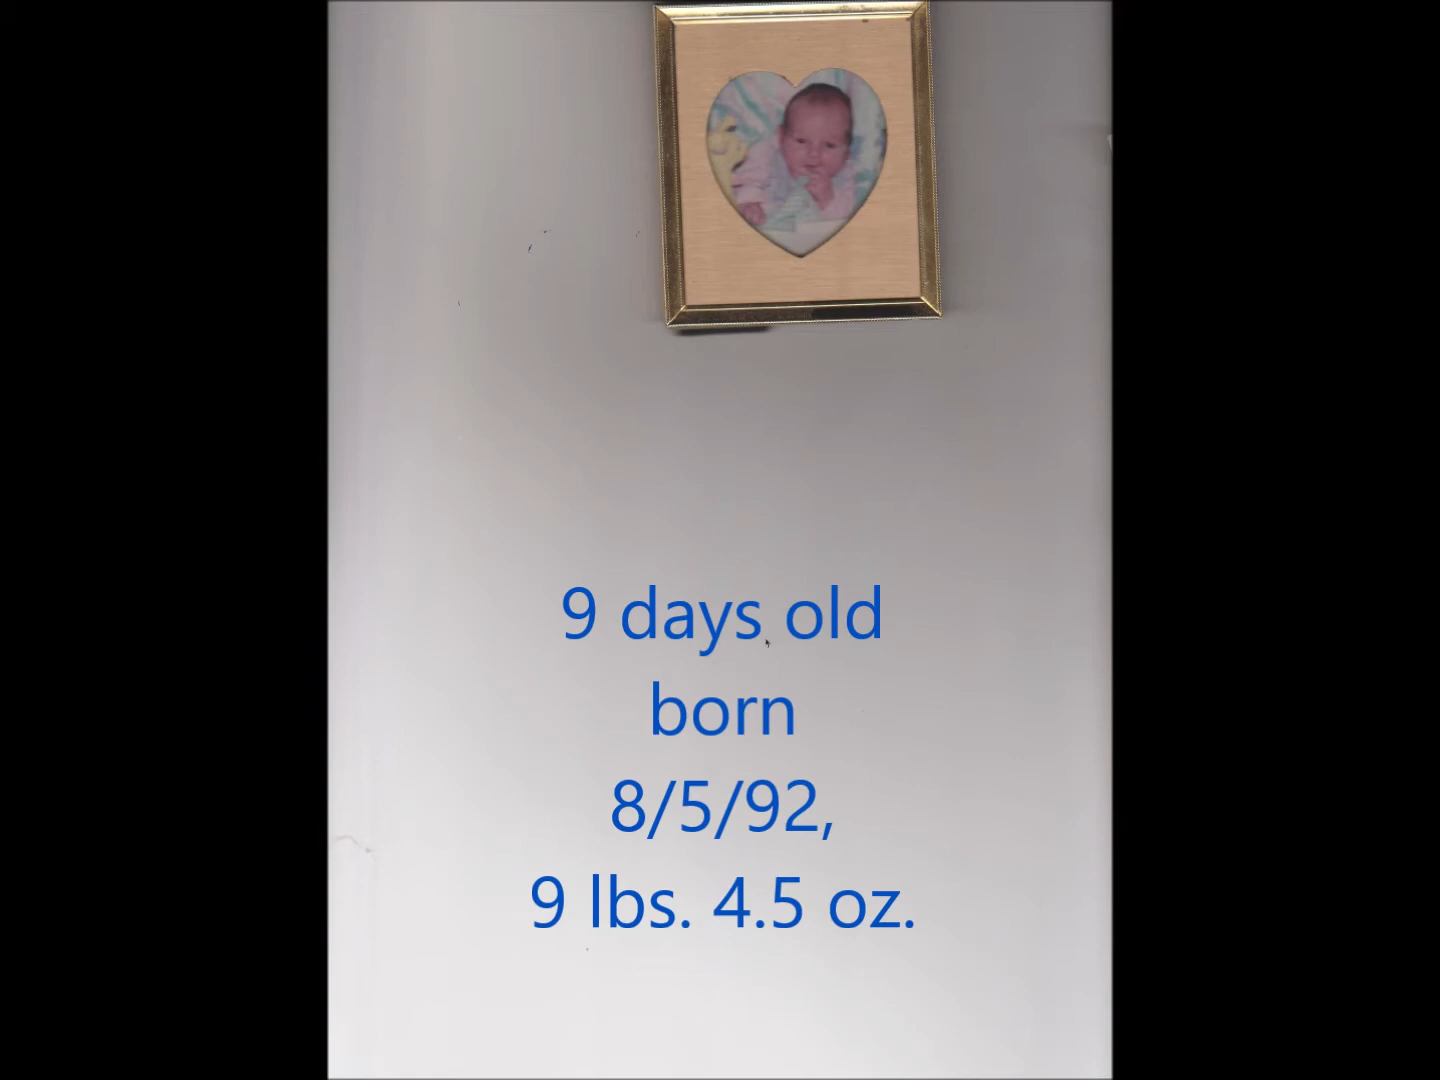 9 days old
born
8/5/92,
9 lbs. 4.5 oz.